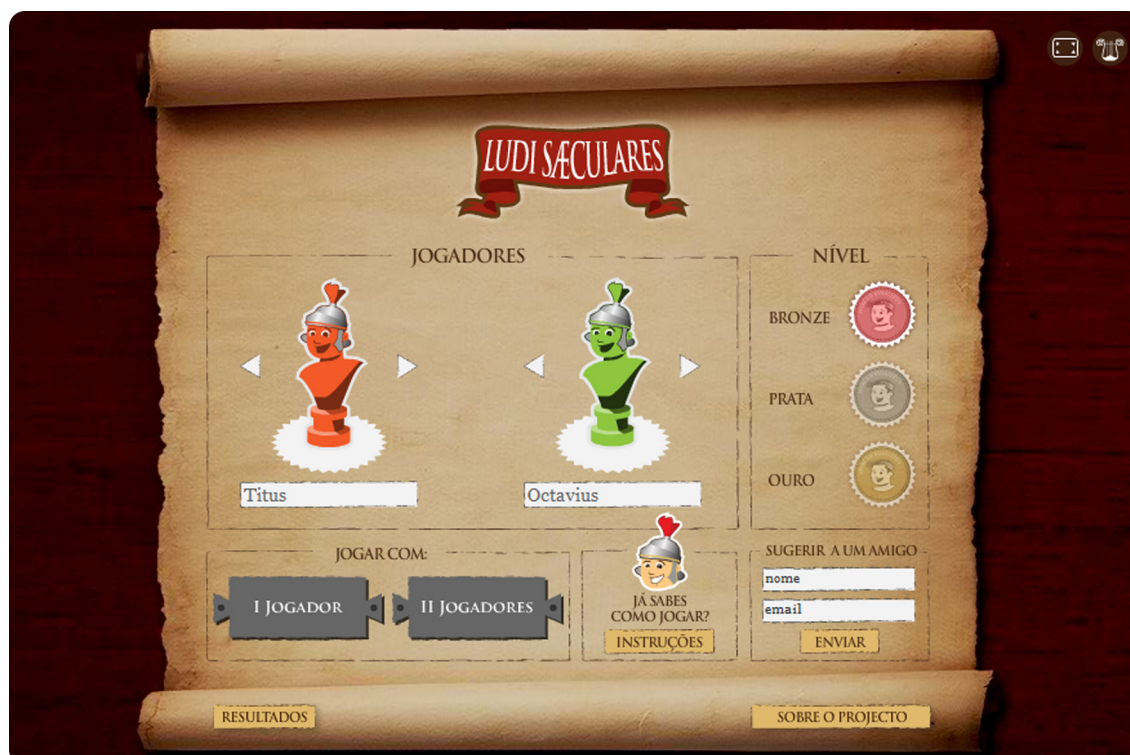 LUDI SÆCULARES
JOGADORES
Titus
Octavius
NÍVEL
BRONZE
PRATA
OURO
JOGAR COM:
I JOGADOR
II JOGADORES
JÁ SABES
COMO JOGAR?
INSTRUÇÕES
SUGERIR A UM AMIGO
nome
email
ENVIAR
RESULTADOS
SOBRE O PROJECTO